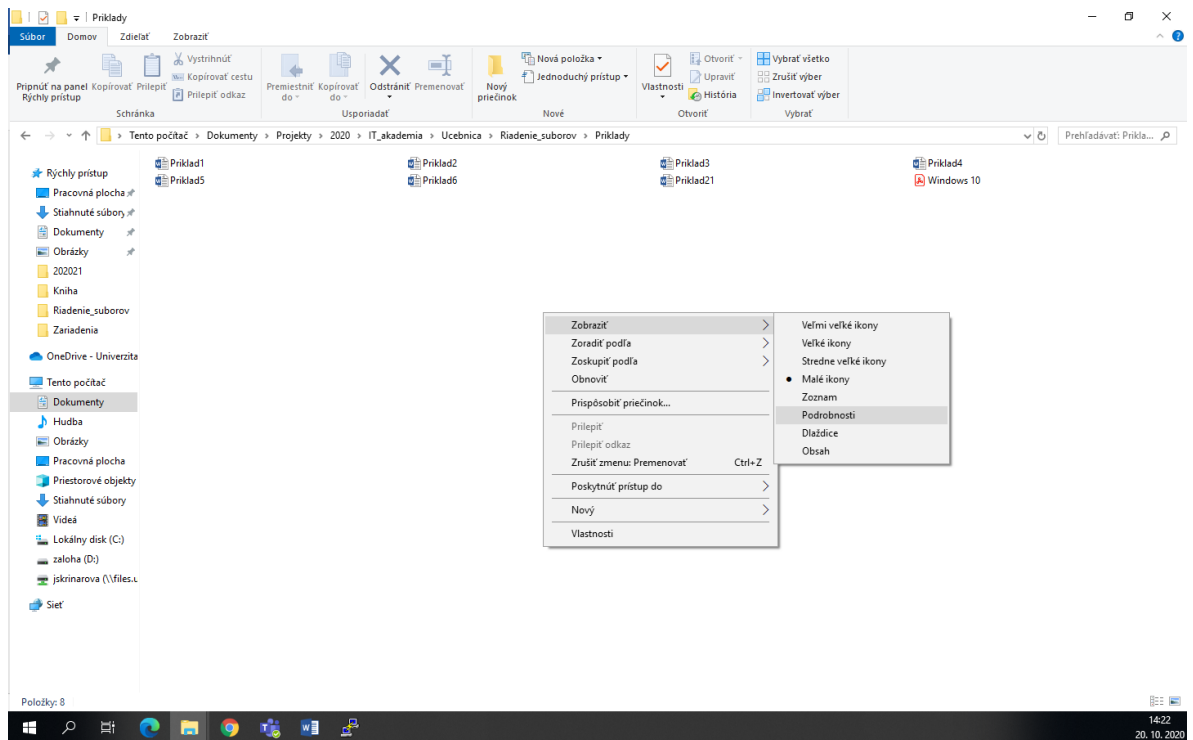 Priklady
Súbor Domov Zdieľať Zobraziť
Pripnúť na panel Rýchly prístup
Kopírovať
Prilepiť
Vystrihnúť
Kopírovať cestu
Prilepiť odkaz
Schránka
Premiestniť do
Kopírovať do
Odstrániť
Premenovať
Usporiadať
Nový priečinok
Nová položka
Jednoduchý prístup
Nové
Vlastnosti
Otvoriť
Upraviť
História
Otvoriť
Vybrať všetko
Zrušiť výber
Invertovať výber
Vybrať
Tento počítač > Dokumenty > Projekty > 2020 > IT_akademia > Ucebnica > Riadenie_suborov > Priklady
Prehľadávať: Prikla...
Rýchly prístup
Pracovná plocha
Stiahnuté súbory
Dokumenty
Obrázky
202021
Kniha
Riadenie_suborov
Zariadenia
OneDrive - Univerzita
Tento počítač
Dokumenty
Hudba
Obrázky
Pracovná plocha
Priestorové objekty
Stiahnuté súbory
Videá
Lokálny disk (C:)
zaloha (D:)
jskrinarova (\\files.u
Sieť
Priklad1 Priklad2 Priklad3 Priklad4
Priklad5 Priklad6 Priklad21 Windows 10
Zobraziť
Zoradiť podľa
Zoskupiť podľa
Obnoviť
Prispôsobiť priečinok...
Prilepiť
Prilepiť odkaz
Zrušiť zmenu: Premenovať Ctrl+Z
Poskytnúť prístup do
Nový
Vlastnosti
Veľmi veľké ikony
Veľké ikony
Stredne veľké ikony
Malé ikony
Zoznam
Podrobnosti
Dlaždice
Obsah
Položky: 8
14:22
20. 10. 2020